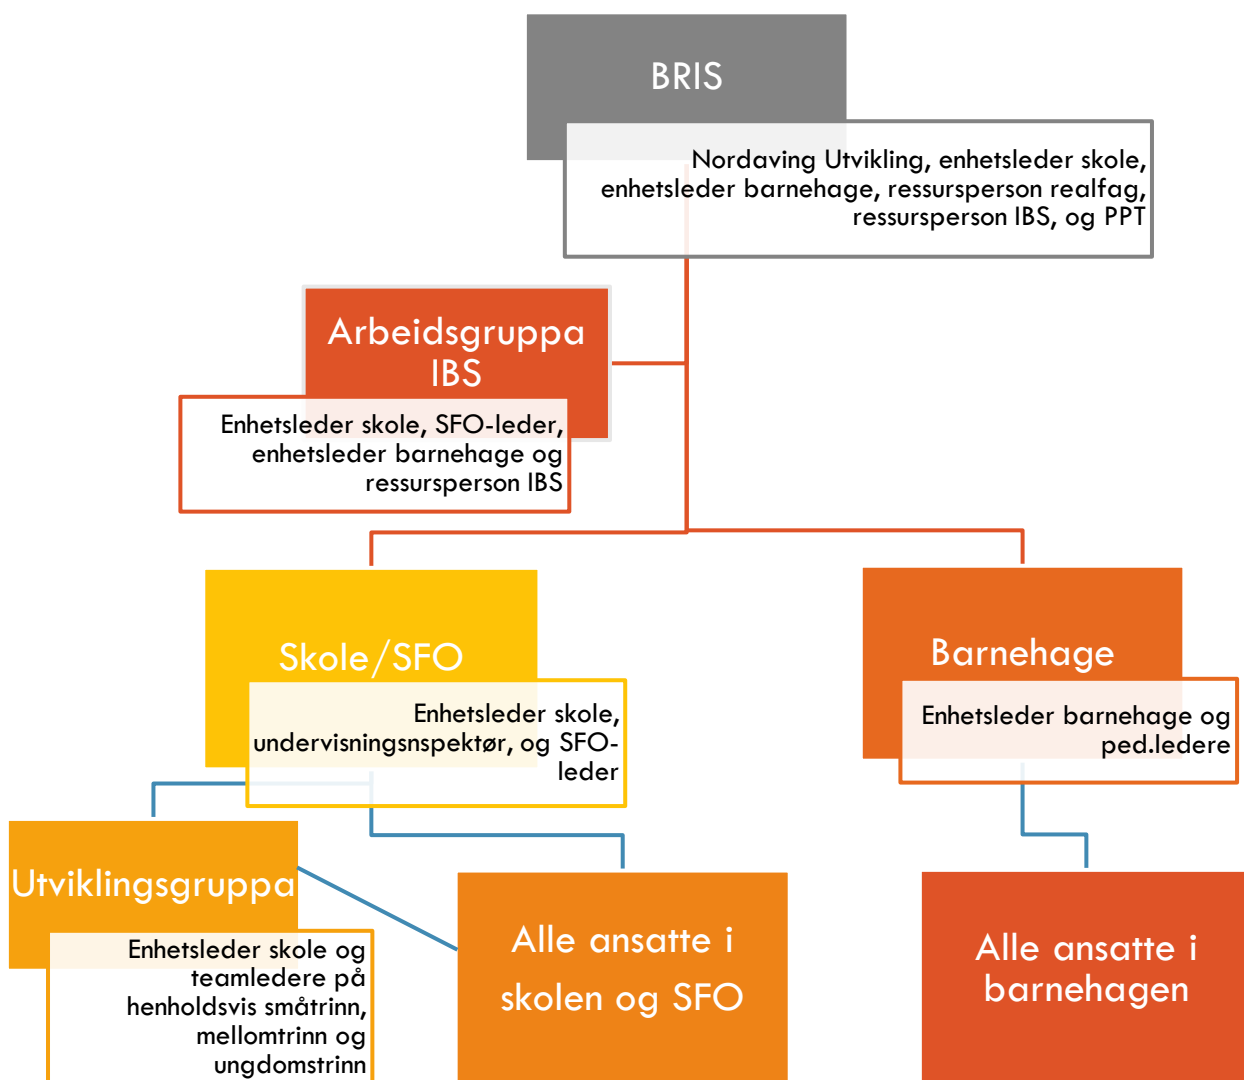 BRIS
Nordaving Utvikling, enhetsleder skole,
enhetsleder barnehage, ressursperson realfag,
ressursperson IBS, og PPT
Arbeidsgruppa
IBS
Enhetsleder skole, SFO-leder,
enhetsleder barnehage og
ressursperson IBS
Skole/SFO
Enhetsleder skole,
undervisningsnspektør, og SFO-
leder
Barnehage
Enhetsleder barnehage og
ped.ledere
Utviklingsgruppa
Enhetsleder skole og
teamledere på
henholdsvis småtrinn,
mellomtrinn og
ungdomstrinn
Alle ansatte i
skolen og SFO
Alle ansatte i
barnehagen